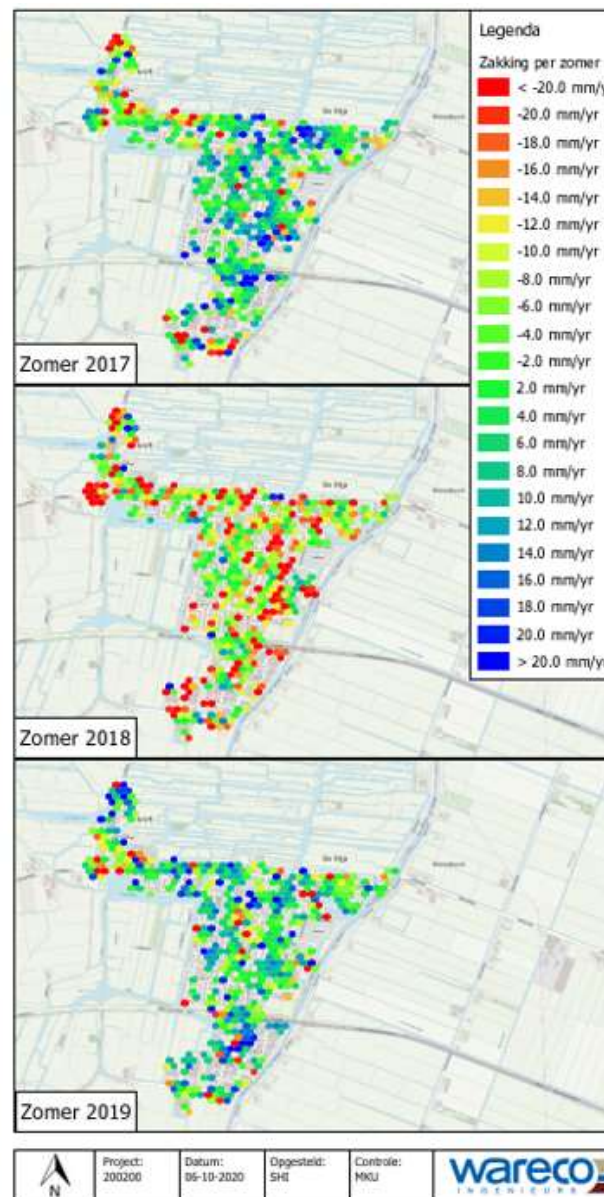 Legenda
Zakking per zomer
< -20.0 mm/y
-20.0 mm/yr
-18.0 mm/yr
-16.0 mm/yr
-14.0 mm/yr
-12.0 mm/yr
-10.0 mm/yr
-8.0 mm/yr
-6.0 mm/yr
-4.0 mm/yr
-2.0 mm/yr
2.0 mm/yr
4.0 mm/yr
6.0 mm/yr
8.0 mm/yr
10.0 mm/yr
12.0 mm/yr
14.0 mm/yr
16.0 mm/yr
18.0 mm/yr
20.0 mm/yr
> 20.0 mm/y
Zomer 2017
Zomer 2018
Zomer 2019
N
Project:
200200
Datum:
06-10-2020
Opgesteld:
SHI
Controle:
MKU
wareco
INGENIEURS